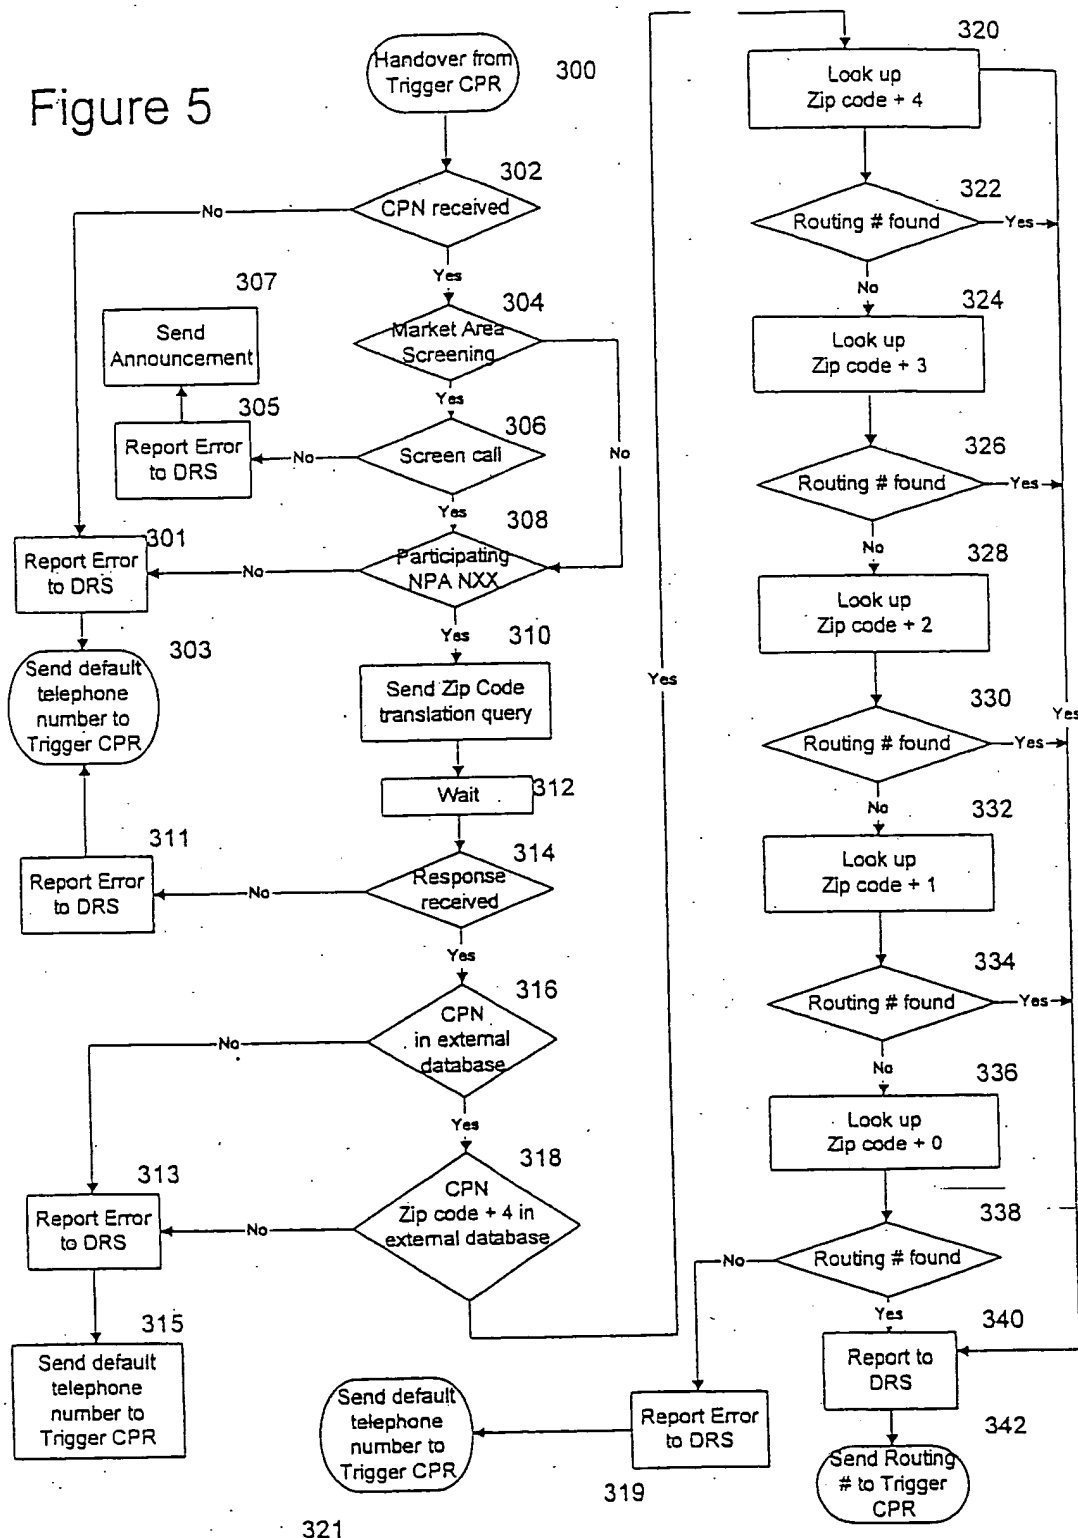 Figure 5
Handover from
Trigger CPR
300
302
CPN received
No
Yes
307
Send
Announcement
304
Market Area
Screening
Yes
No
305
Report Error
to DRS
306
Screen call
No
Yes
301
Report Error
to DRS
308
Participating
NPA NXX
No
Yes
303
Send default
telephone
number to
Trigger CPR
310
Send Zip Code
translation query
312
Wait
311
Report Error
to DRS
314
Response
received
No
Yes
316
CPN
in external
database
No
Yes
313
Report Error
to DRS
318
CPN
Zip code + 4 in
external database
No
Yes
315
Send default
telephone
number to
Trigger CPR
320
Look up
Zip code + 4
322
Routing # found
Yes
No
324
Look up
Zip code + 3
326
Routing # found
Yes
No
328
Look up
Zip code + 2
330
Routing # found
Yes
Yes
No
332
Look up
Zip code + 1
334
Routing # found
Yes
No
336
Look up
Zip code + 0
338
Routing # found
No
Yes
340
Report to
DRS
342
Send Routing
# to Trigger
CPR
Report Error
to DRS
319
Send default
telephone
number to
Trigger CPR
321